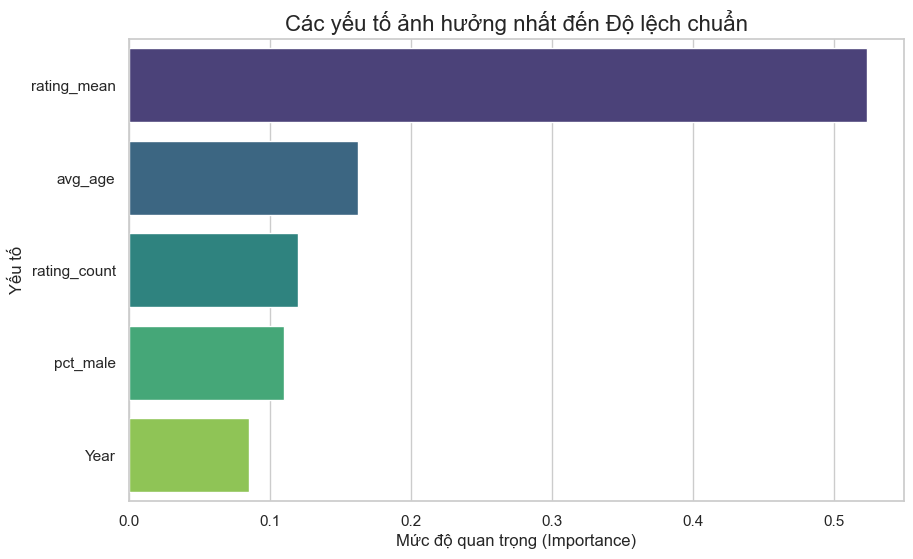 Các yếu tố ảnh hưởng nhất đến Độ lệch chuẩn
Yếu tố
rating_mean
avg_age
rating_count
pct_male
Year
0.0 0.1 0.2 0.3 0.4 0.5
Mức độ quan trọng (Importance)